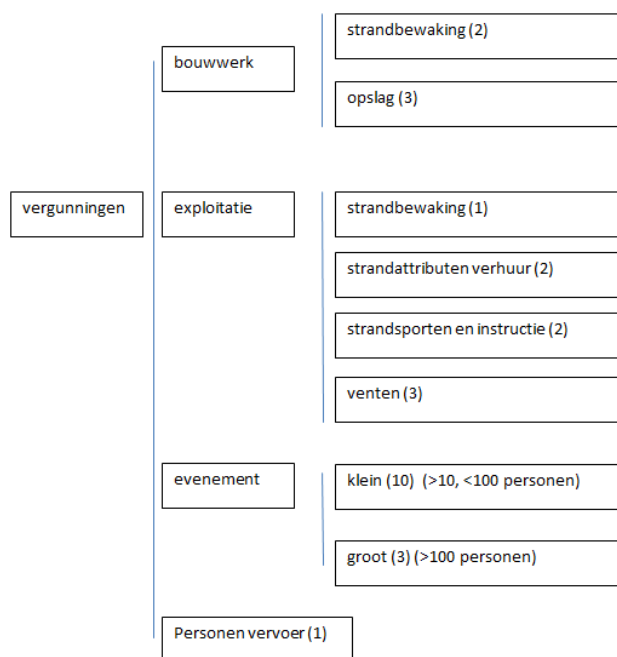 vergunningen
bouwwerk
strandbewaking (2)
opslag (3)
exploitatie
strandbewaking (1)
strandattributen verhuur (2)
strandsporten en instructie (2)
venten (3)
evenement
klein (10) (>10, <100 personen)
groot (3) (>100 personen)
Personen vervoer (1)